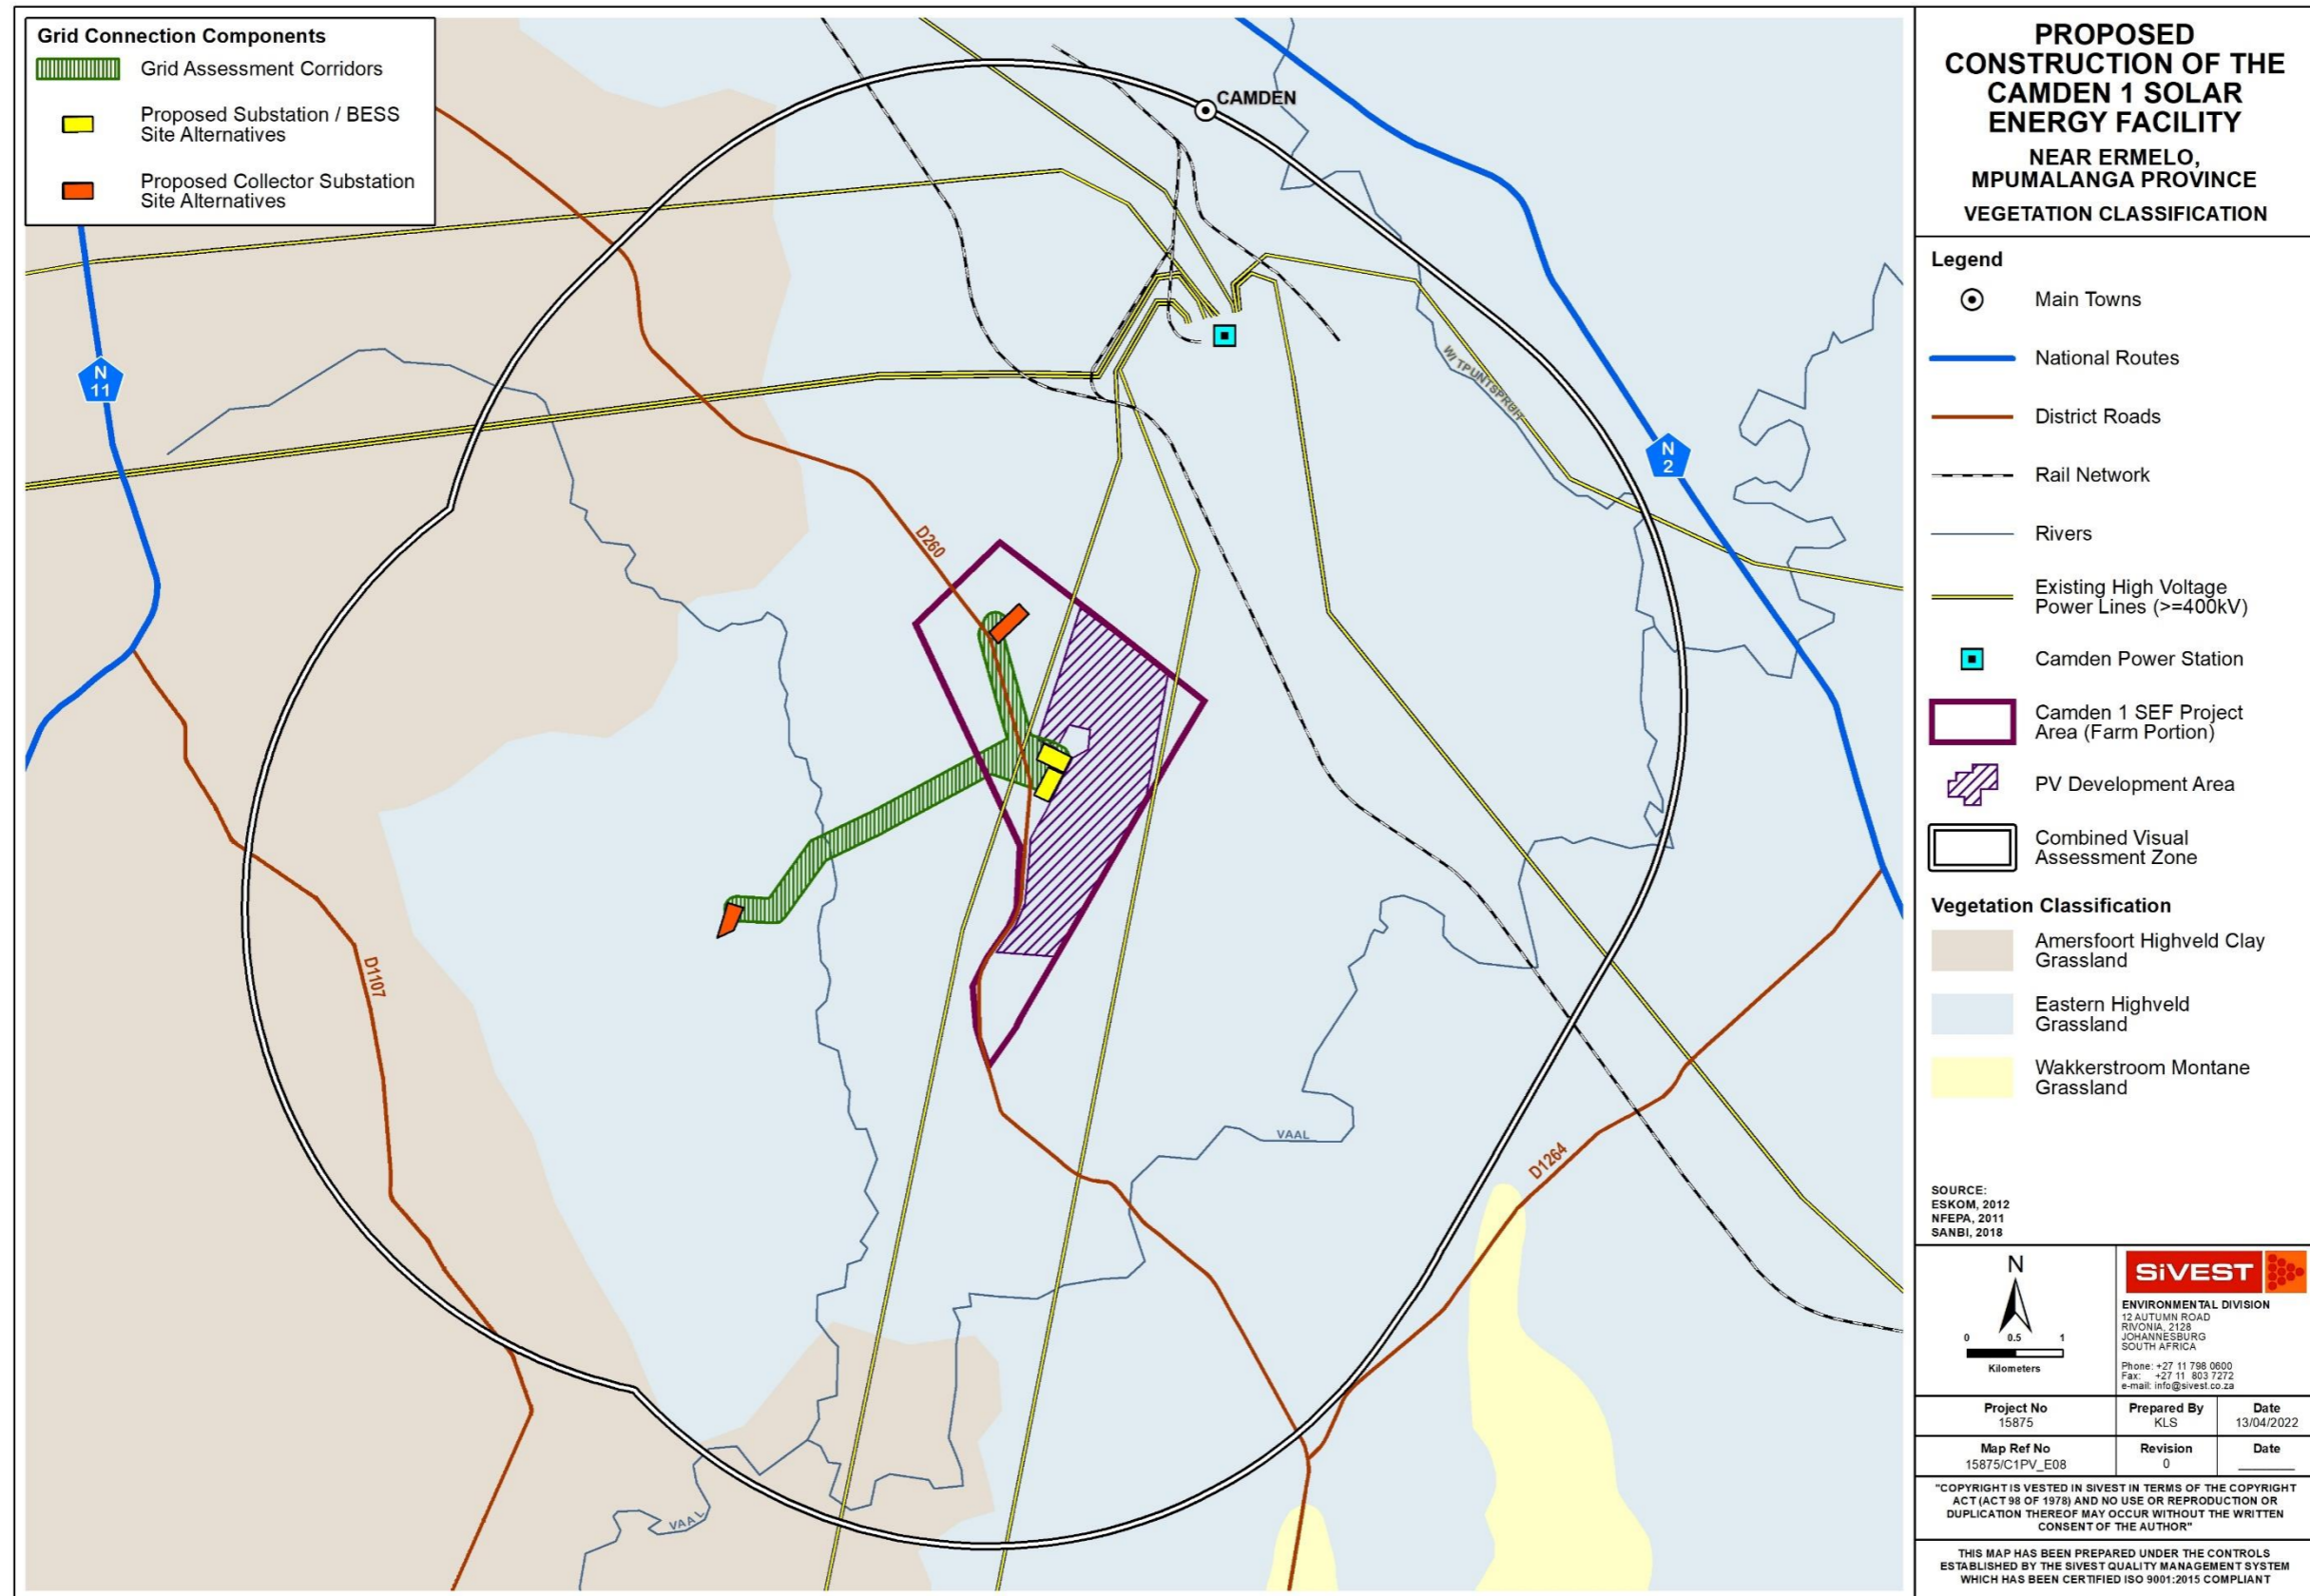 Grid Connection Components
Grid Assessment Corridors
Proposed Substation / BESS
Site Alternatives
Proposed Collector Substation
Site Alternatives
CAMDEN
N
11
N
2
WITPUNTSPRUIT
D260
D1107
VAAL
D1264
VAAL
PROPOSED
CONSTRUCTION OF THE
CAMDEN 1 SOLAR
ENERGY FACILITY
NEAR ERMELO,
MPUMALANGA PROVINCE
VEGETATION CLASSIFICATION
Legend
Main Towns
National Routes
District Roads
Rail Network
Rivers
Existing High Voltage
Power Lines (>=400kV)
Camden Power Station
Camden 1 SEF Project
Area (Farm Portion)
PV Development Area
Combined Visual
Assessment Zone
Vegetation Classification
Amersfoort Highveld Clay
Grassland
Eastern Highveld
Grassland
Wakkerstroom Montane
Grassland
SOURCE:
ESKOM, 2012
NFEPA, 2011
SANBI, 2018
N
0 0.5 1
Kilometers
SiVEST
ENVIRONMENTAL DIVISION
12 AUTUMN ROAD
RIVONIA, 2128
JOHANNESBURG
SOUTH AFRICA
Phone: +27 11 798 0600
Fax: +27 11 803 7272
e-mail: info@sivest.co.za
Project No
15875
Prepared By
KLS
Date
13/04/2022
Map Ref No
15875/C1PV_E08
Revision
0
Date
"COPYRIGHT IS VESTED IN SIVEST IN TERMS OF THE COPYRIGHT
ACT (ACT 98 OF 1978) AND NO USE OR REPRODUCTION OR
DUPLICATION THEREOF MAY OCCUR WITHOUT THE WRITTEN
CONSENT OF THE AUTHOR"
THIS MAP HAS BEEN PREPARED UNDER THE CONTROLS
ESTABLISHED BY THE SiVEST QUALITY MANAGEMENT SYSTEM
WHICH HAS BEEN CERTIFIED ISO 9001:2015 COMPLIANT